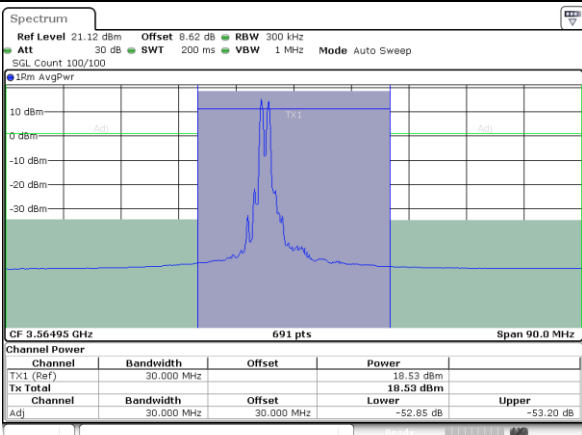 Spectrum
Ref Level 21.12 dBm Offset 8.62 dB RBW 300 kHz
Att 30 dB SWT 200 ms VBW 1 MHz Mode Auto Sweep
SGL Count 100/100
1Rm AvgPwr
10 dBm
TX1
Adj
Adj
0 dBm
-10 dBm
-20 dBm
-30 dBm
CF 3.56495 GHz 691 pts Span 90.0 MHz
Channel Power
Channel Bandwidth Offset Power
TX1 (Ref) 30.000 MHz 18.53 dBm
Tx Total 18.53 dBm
Channel Bandwidth Offset Lower Upper
Adj 30.000 MHz 30.000 MHz -52.85 dB -53.20 dB